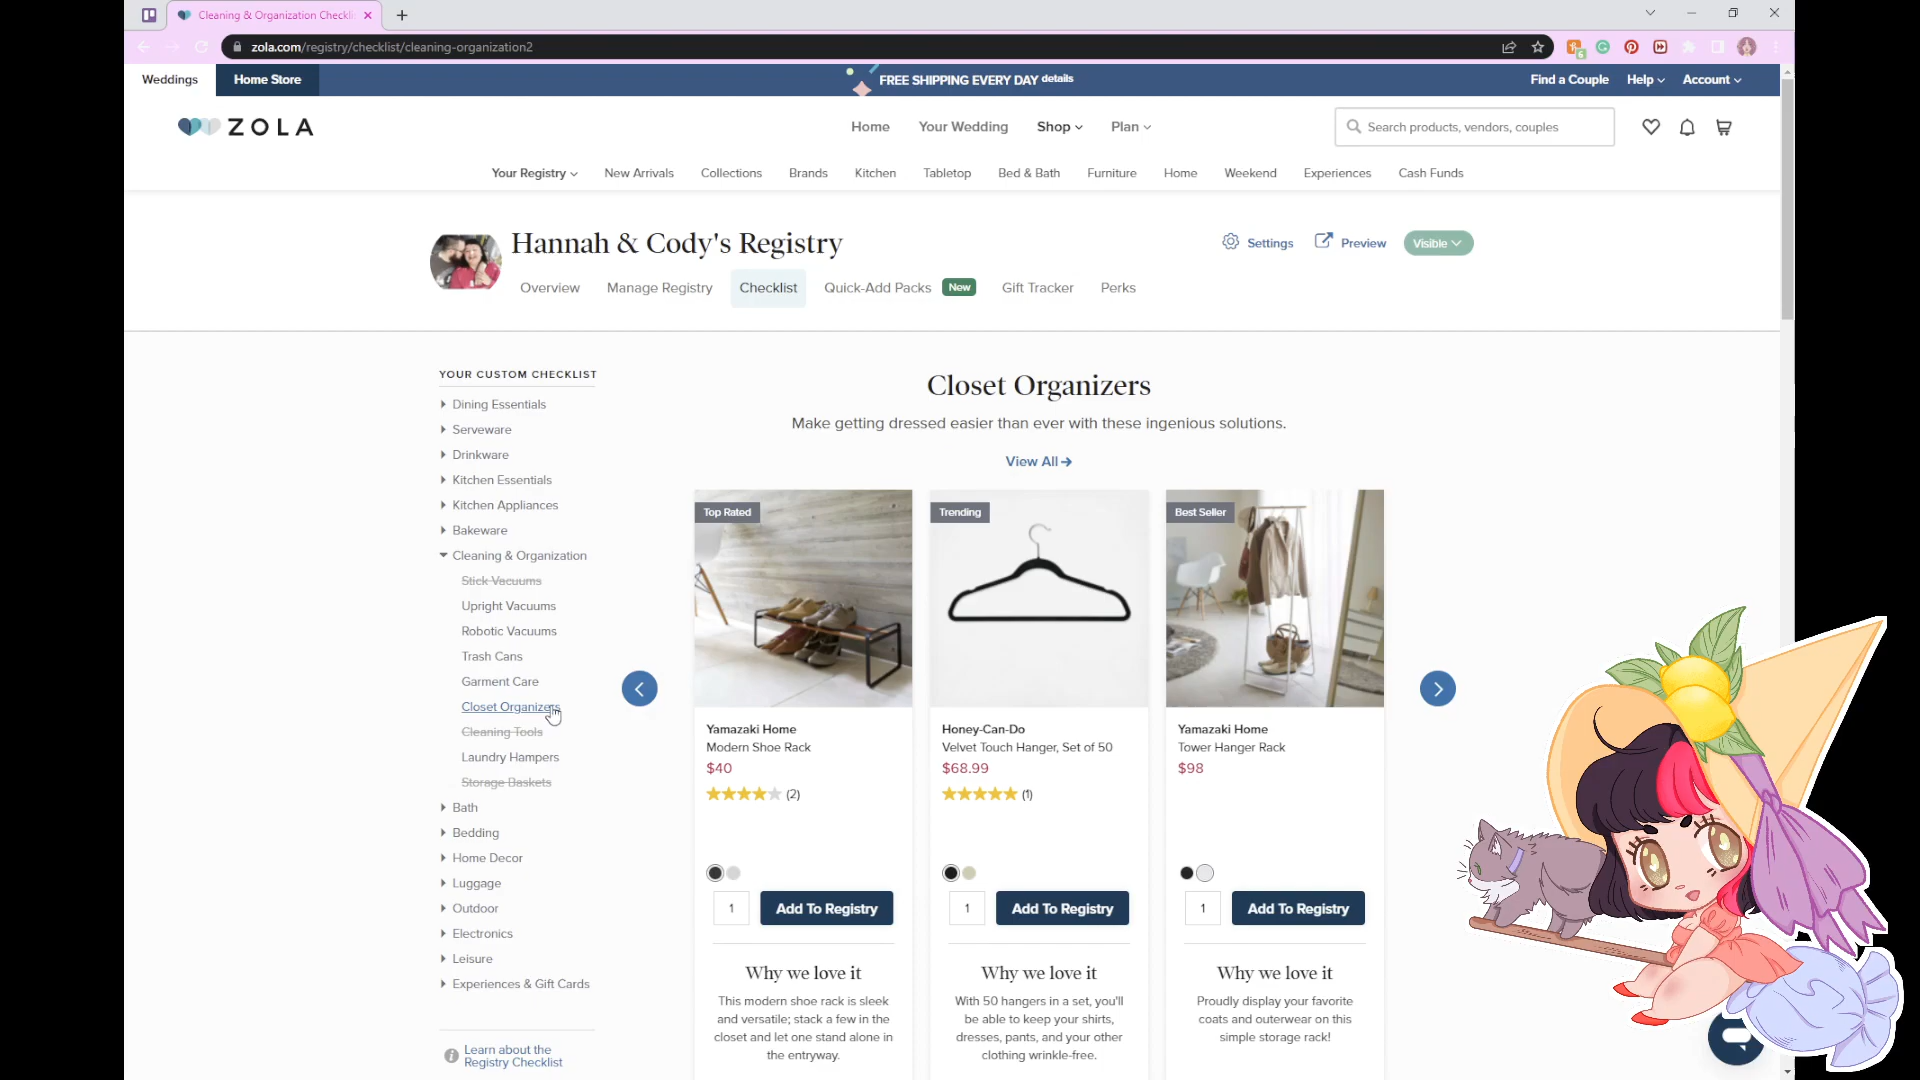 Cleaning & Organization Checkli
zola.com/registry/checklist/cleaning-organization2
6
Weddings
Home Store
FREE SHIPPING EVERY DAY details
Find a Couple
Help
Account
ZOLA
Home
Your Wedding
Shop
Plan
Search products, vendors, couples
Your Registry
New Arrivals
Collections
Brands
Kitchen
Tabletop
Bed & Bath
Furniture
Home
Weekend
Experiences
Cash Funds
Hannah & Cody's Registry
Settings
Preview
Visible
Overview
Manage Registry
Checklist
Quick-Add Packs
New
Gift Tracker
Perks
YOUR CUSTOM CHECKLIST
Dining Essentials
Serveware
Drinkware
Kitchen Essentials
Kitchen Appliances
Bakeware
Cleaning & Organization
Stick Vacuums
Upright Vacuums
Robotic Vacuums
Trash Cans
Garment Care
Closet Organizers
Cleaning Tools
Laundry Hampers
Storage Baskets
Bath
Bedding
Home Decor
Luggage
Outdoor
Electronics
Leisure
Experiences & Gift Cards
Learn about the
Registry Checklist
Closet Organizers
Make getting dressed easier than ever with these ingenious solutions.
View All
Top Rated
Yamazaki Home
Modern Shoe Rack
$40
(2)
1
Add To Registry
Why we love it
This modern shoe rack is sleek
and versatile; stack a few in the
closet and let one stand alone in
the entryway.
Trending
Honey-Can-Do
Velvet Touch Hanger, Set of 50
$68.99
(1)
1
Add To Registry
Why we love it
With 50 hangers in a set, you'll
be able to keep your shirts,
dresses, pants, and your other
clothing wrinkle-free.
Best Seller
Yamazaki Home
Tower Hanger Rack
$98
1
Add To Registry
Why we love it
Proudly display your favorite
coats and outerwear on this
simple storage rack!